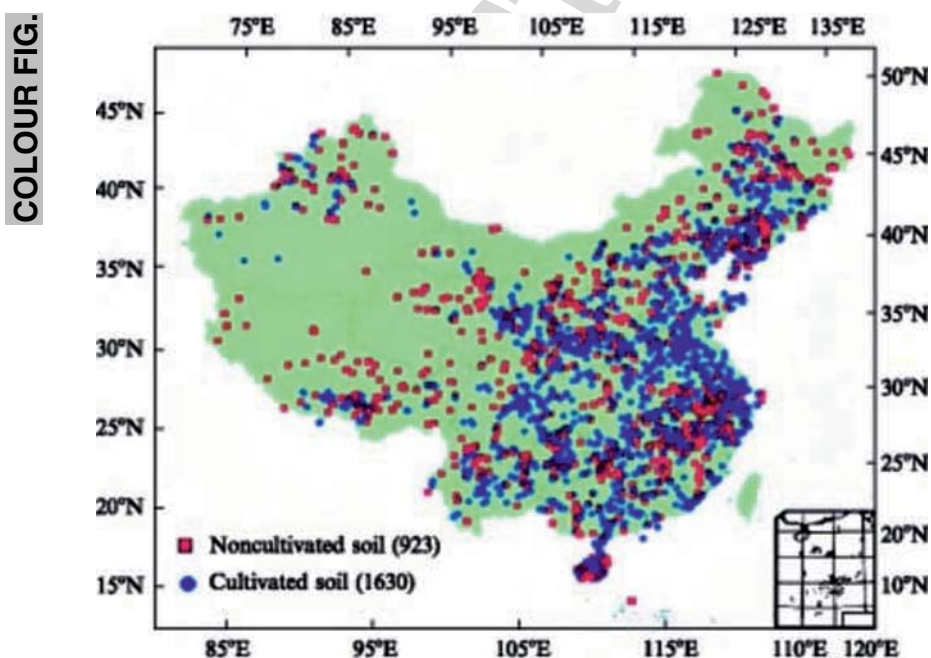 COLOUR FIG.
75°E 85°E 95°E 105°E 115°E 125°E 135°E
50°N
45°N
45°N
40°N
40°N
35°N
35°N
30°N
30°N
25°N
25°N
20°N
20°N
15°N
10°N
Noncultivated soil (923)
Cultivated soil (1630)
85°E 95°E 105°E 115°E 110°E 120°E